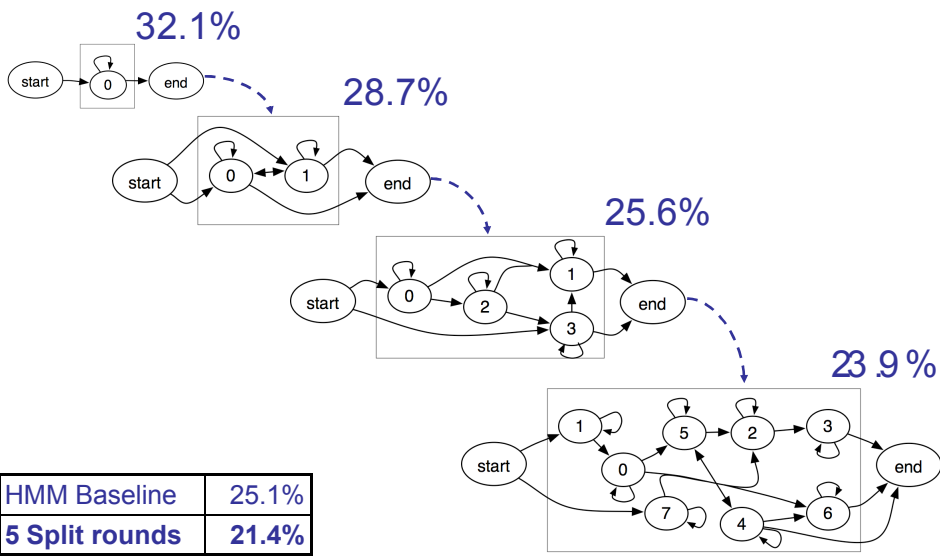 32.1%
start 0 end
28.7%
start 0 1 end
25.6%
start 0 2 1 3 end
23.9%
start 1 0 7 5 4 2 3 6 end
HMM Baseline 25.1%
5 Split rounds 21.4%